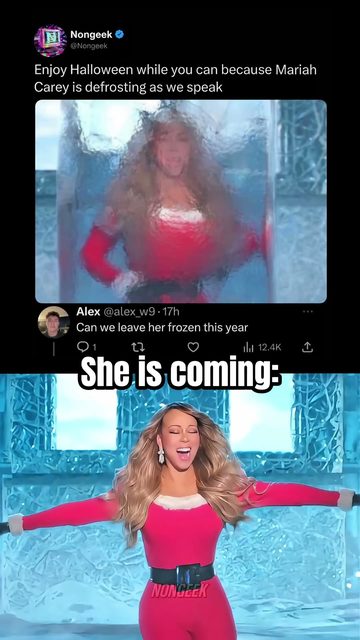 Nongeek
@Nongeek
Enjoy Halloween while you can because Mariah
Carey is defrosting as we speak
Alex @alex_w9 · 17h
Can we leave her frozen this year
1
12.4K
She is coming:
NONGEEK